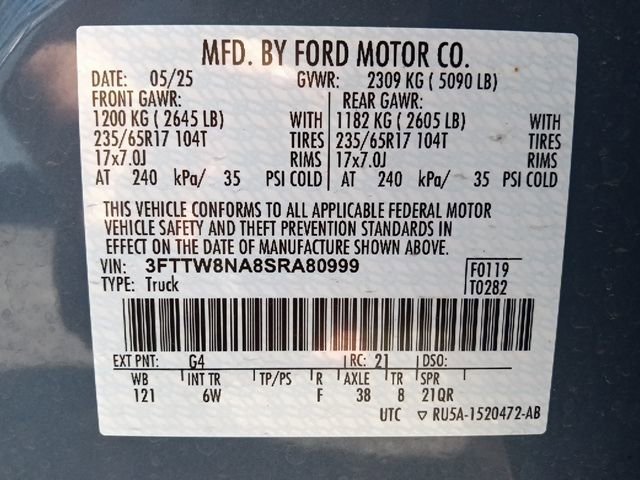 MFD. BY FORD MOTOR CO.
DATE: 05/25 GVWR: 2309 KG ( 5090 LB)
FRONT GAWR: REAR GAWR:
1200 KG ( 2645 LB) WITH 1182 KG ( 2605 LB) WITH
235/65R17 104T TIRES 235/65R17 104T TIRES
17x7.0J RIMS 17x7.0J RIMS
AT 240 kPa/ 35 PSI COLD AT 240 kPa/ 35 PSI COLD
THIS VEHICLE CONFORMS TO ALL APPLICABLE FEDERAL MOTOR
VEHICLE SAFETY AND THEFT PREVENTION STANDARDS IN
EFFECT ON THE DATE OF MANUFACTURE SHOWN ABOVE.
VIN: 3FTTW8NA8SRA80999 F0119
TYPE: Truck T0282
EXT PNT: G4 RC: 21 DSO:
WB INT TR TP/PS R AXLE TR SPR
121 6W F 38 8 21QR
UTC ▽ RU5A-1520472-AB